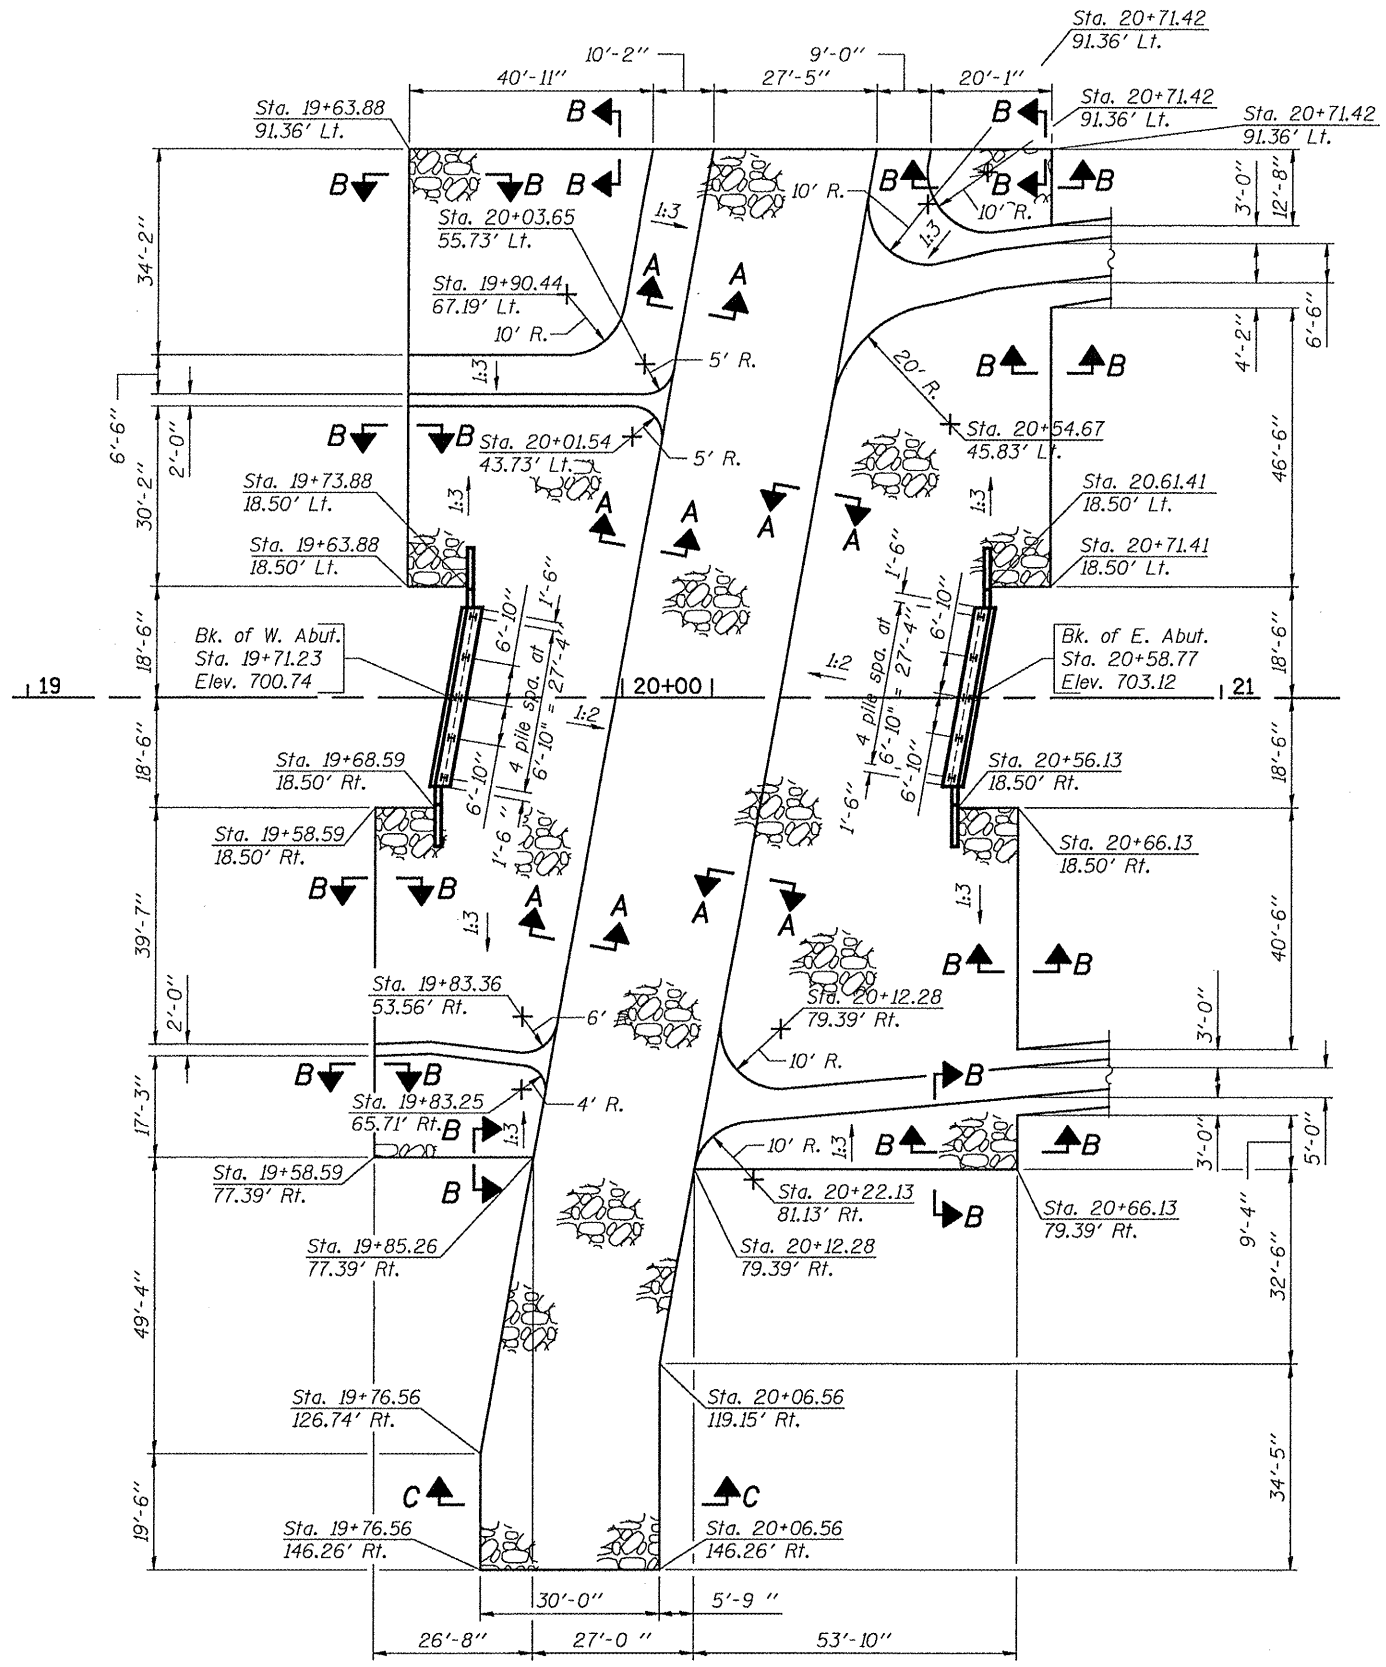 Sta. 20+71.42
91.36' Lt.
10'-2"
9'-0"
40'-11"
27'-5"
20'-1"
Sta. 19+63.88
91.36' Lt.
B
Sta. 20+71.42
91.36' Lt.
B
Sta. 20+71.42
91.36' Lt.
B
B
B
B
B
B
B
10' R.
10' R.
3'-0"
12'-8"
34'-2"
Sta. 20+03.65
55.73' Lt.
1:3
1:3
A
A
Sta. 19+90.44
67.19' Lt.
10' R.
4'-2"
6'-6"
5' R.
1:3
B
B
20' R.
6'-6"
2'-0"
B
B
Sta. 20+01.54
43.73' Lt.
5' R.
Sta. 20+54.67
45.83' Lt.
46'-6"
30'-2"
Sta. 19+73.88
18.50' Lt.
1:3
A
A
A
A
1:3
Sta. 20.61.41
18.50' Lt.
Sta. 19+63.88
18.50' Lt.
Sta. 20+71.41
18.50' Lt.
1'-6"
6'-10"
1'-6"
6'-10"
18'-6"
Bk. of W. Abut.
Sta. 19+71.23
Elev. 700.74
4 pile spa. at
6'-10" = 27'-4"
1:2
4 pile spa. at
6'-10" = 27'-4"
Bk. of E. Abut.
Sta. 20+58.77
Elev. 703.12
18'-6"
19
20+00
21
1:2
18'-6"
Sta. 19+68.59
18.50' Rt.
6'-10"
1'-6"
6'-10"
1'-6"
Sta. 20+56.13
18.50' Rt.
18'-6"
Sta. 19+58.59
18.50' Rt.
Sta. 20+66.13
18.50' Rt.
B
B
A
A
A
A
39'-7"
1:3
1:3
B
B
40'-6"
Sta. 19+83.36
53.56' Rt.
6'
Sta. 20+12.28
79.39' Rt.
2'-0"
3'-0"
10' R.
B
B
B
17'-3"
Sta. 19+83.25
65.71' Rt.
4' R.
B
1:3
10' R.
1:3
B
B
3'-0"
5'-0"
9'-4"
Sta. 19+58.59
77.39' Rt.
B
Sta. 20+22.13
81.13' Rt.
B
Sta. 20+66.13
79.39' Rt.
Sta. 19+85.26
77.39' Rt.
Sta. 20+12.28
79.39' Rt.
49'-4"
32'-6"
Sta. 19+76.56
126.74' Rt.
Sta. 20+06.56
119.15' Rt.
C
C
34'-5"
19'-6"
Sta. 19+76.56
146.26' Rt.
Sta. 20+06.56
146.26' Rt.
30'-0"
5'-9 "
26'-8"
27'-0 "
53'-10"